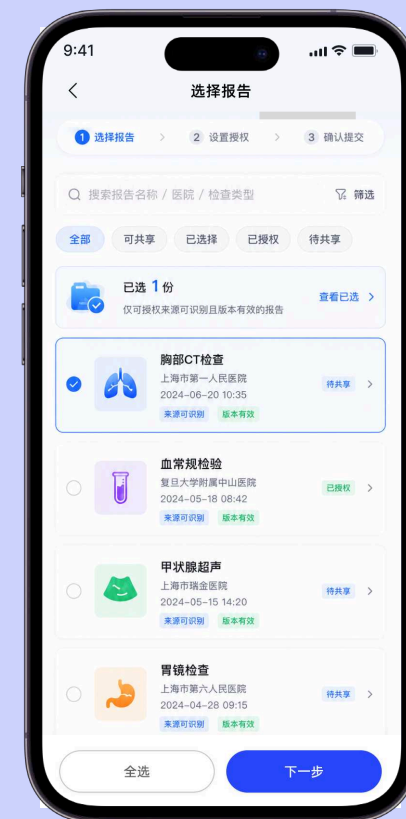 9:41
选择报告
1 选择报告 > 2 设置授权 > 3 确认提交
搜索报告名称 / 医院 / 检查类型 筛选
全部 可共享 已选择 已授权 待共享
已选 1 份 查看已选 >
仅可授权来源可识别且版本有效的报告
胸部CT检查
上海市第一人民医院
2024-06-20 10:35
待共享 >
来源可识别 版本有效
血常规检验
复旦大学附属中山医院
2024-05-18 08:42
已授权 >
来源可识别 版本有效
甲状腺超声
上海市瑞金医院
2024-05-15 14:20
待共享 >
来源可识别 版本有效
胃镜检查
上海市第六人民医院
2024-04-28 09:15
待共享 >
来源可识别 版本有效
全选 下一步